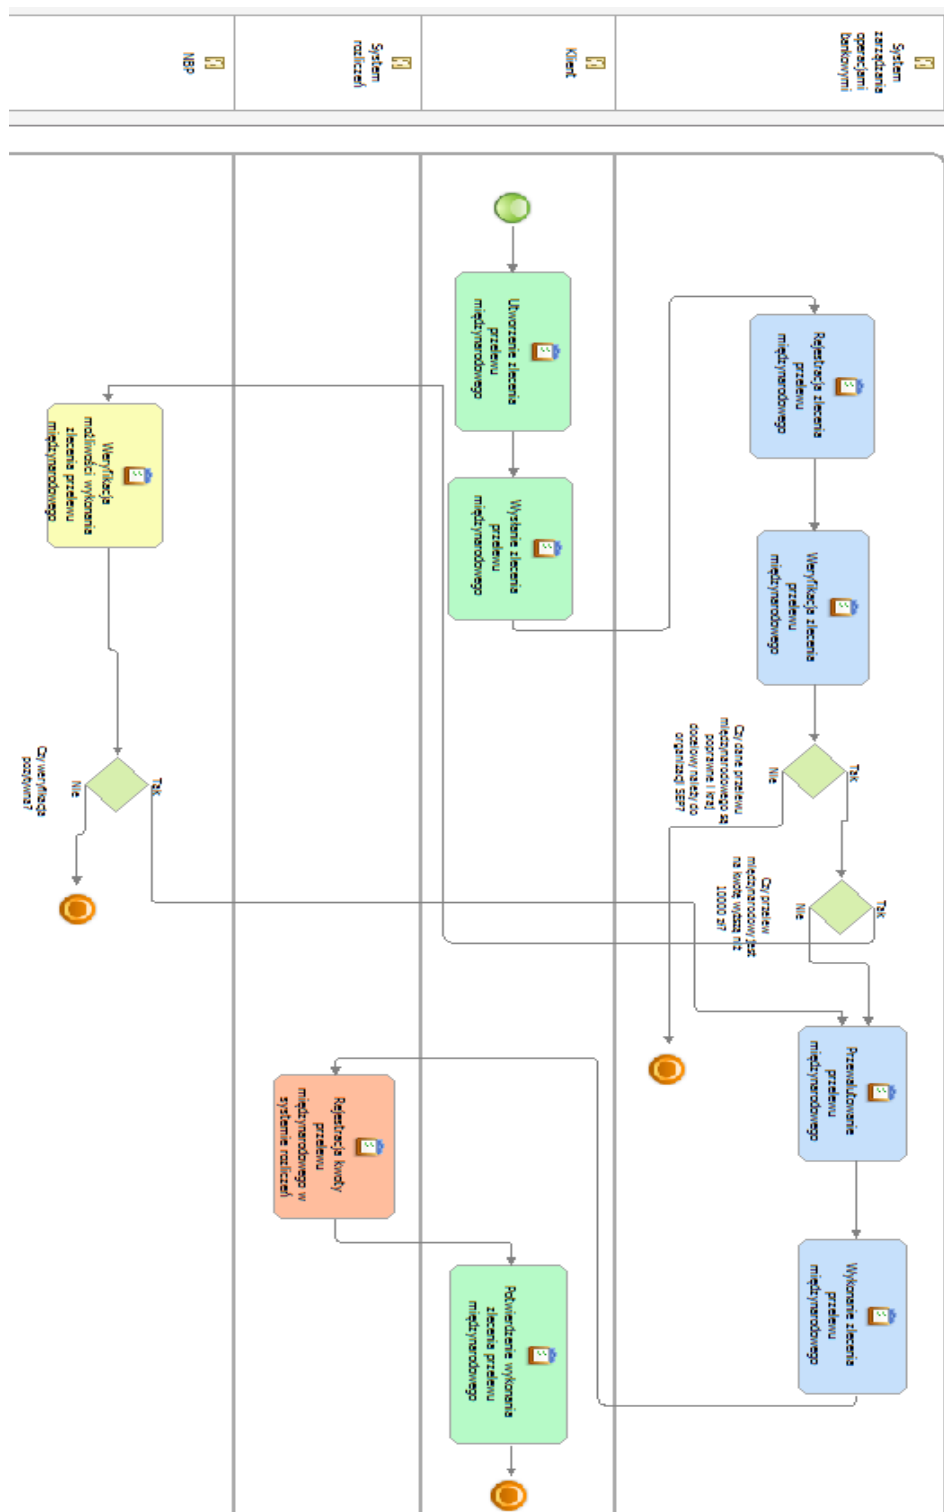 System
zarządzania
operacjami
bankowymi
Klient
System
rozliczeń
NBP
Rejestracja zlecenia
przelewu
międzynarodowego
Weryfikacja zlecenia
przelewu
międzynarodowego
Tak
Nie
Czy dane przelewu
międzynarodowego są
poprawne i kraj
docelowy należy do
organizacji SEP?
Tak
Nie
Czy przelew
międzynarodowy jest
na kwotę wyższą niż
10000 zł?
Przewalutowanie
przelewu
międzynarodowego
Wykonanie zlecenia
przelewu
międzynarodowego
Utworzenie zlecenia
przelewu
międzynarodowego
Wysłanie zlecenia
przelewu
międzynarodowego
Potwierdzenie wykonania
zlecenia przelewu
międzynarodowego
Rejestracja kwoty
przelewu
międzynarodowego w
systemie rozliczeń
Weryfikacja
możliwości wykonania
zlecenia przelewu
międzynarodowego
Tak
Nie
Czy weryfikacja
pozytywna?